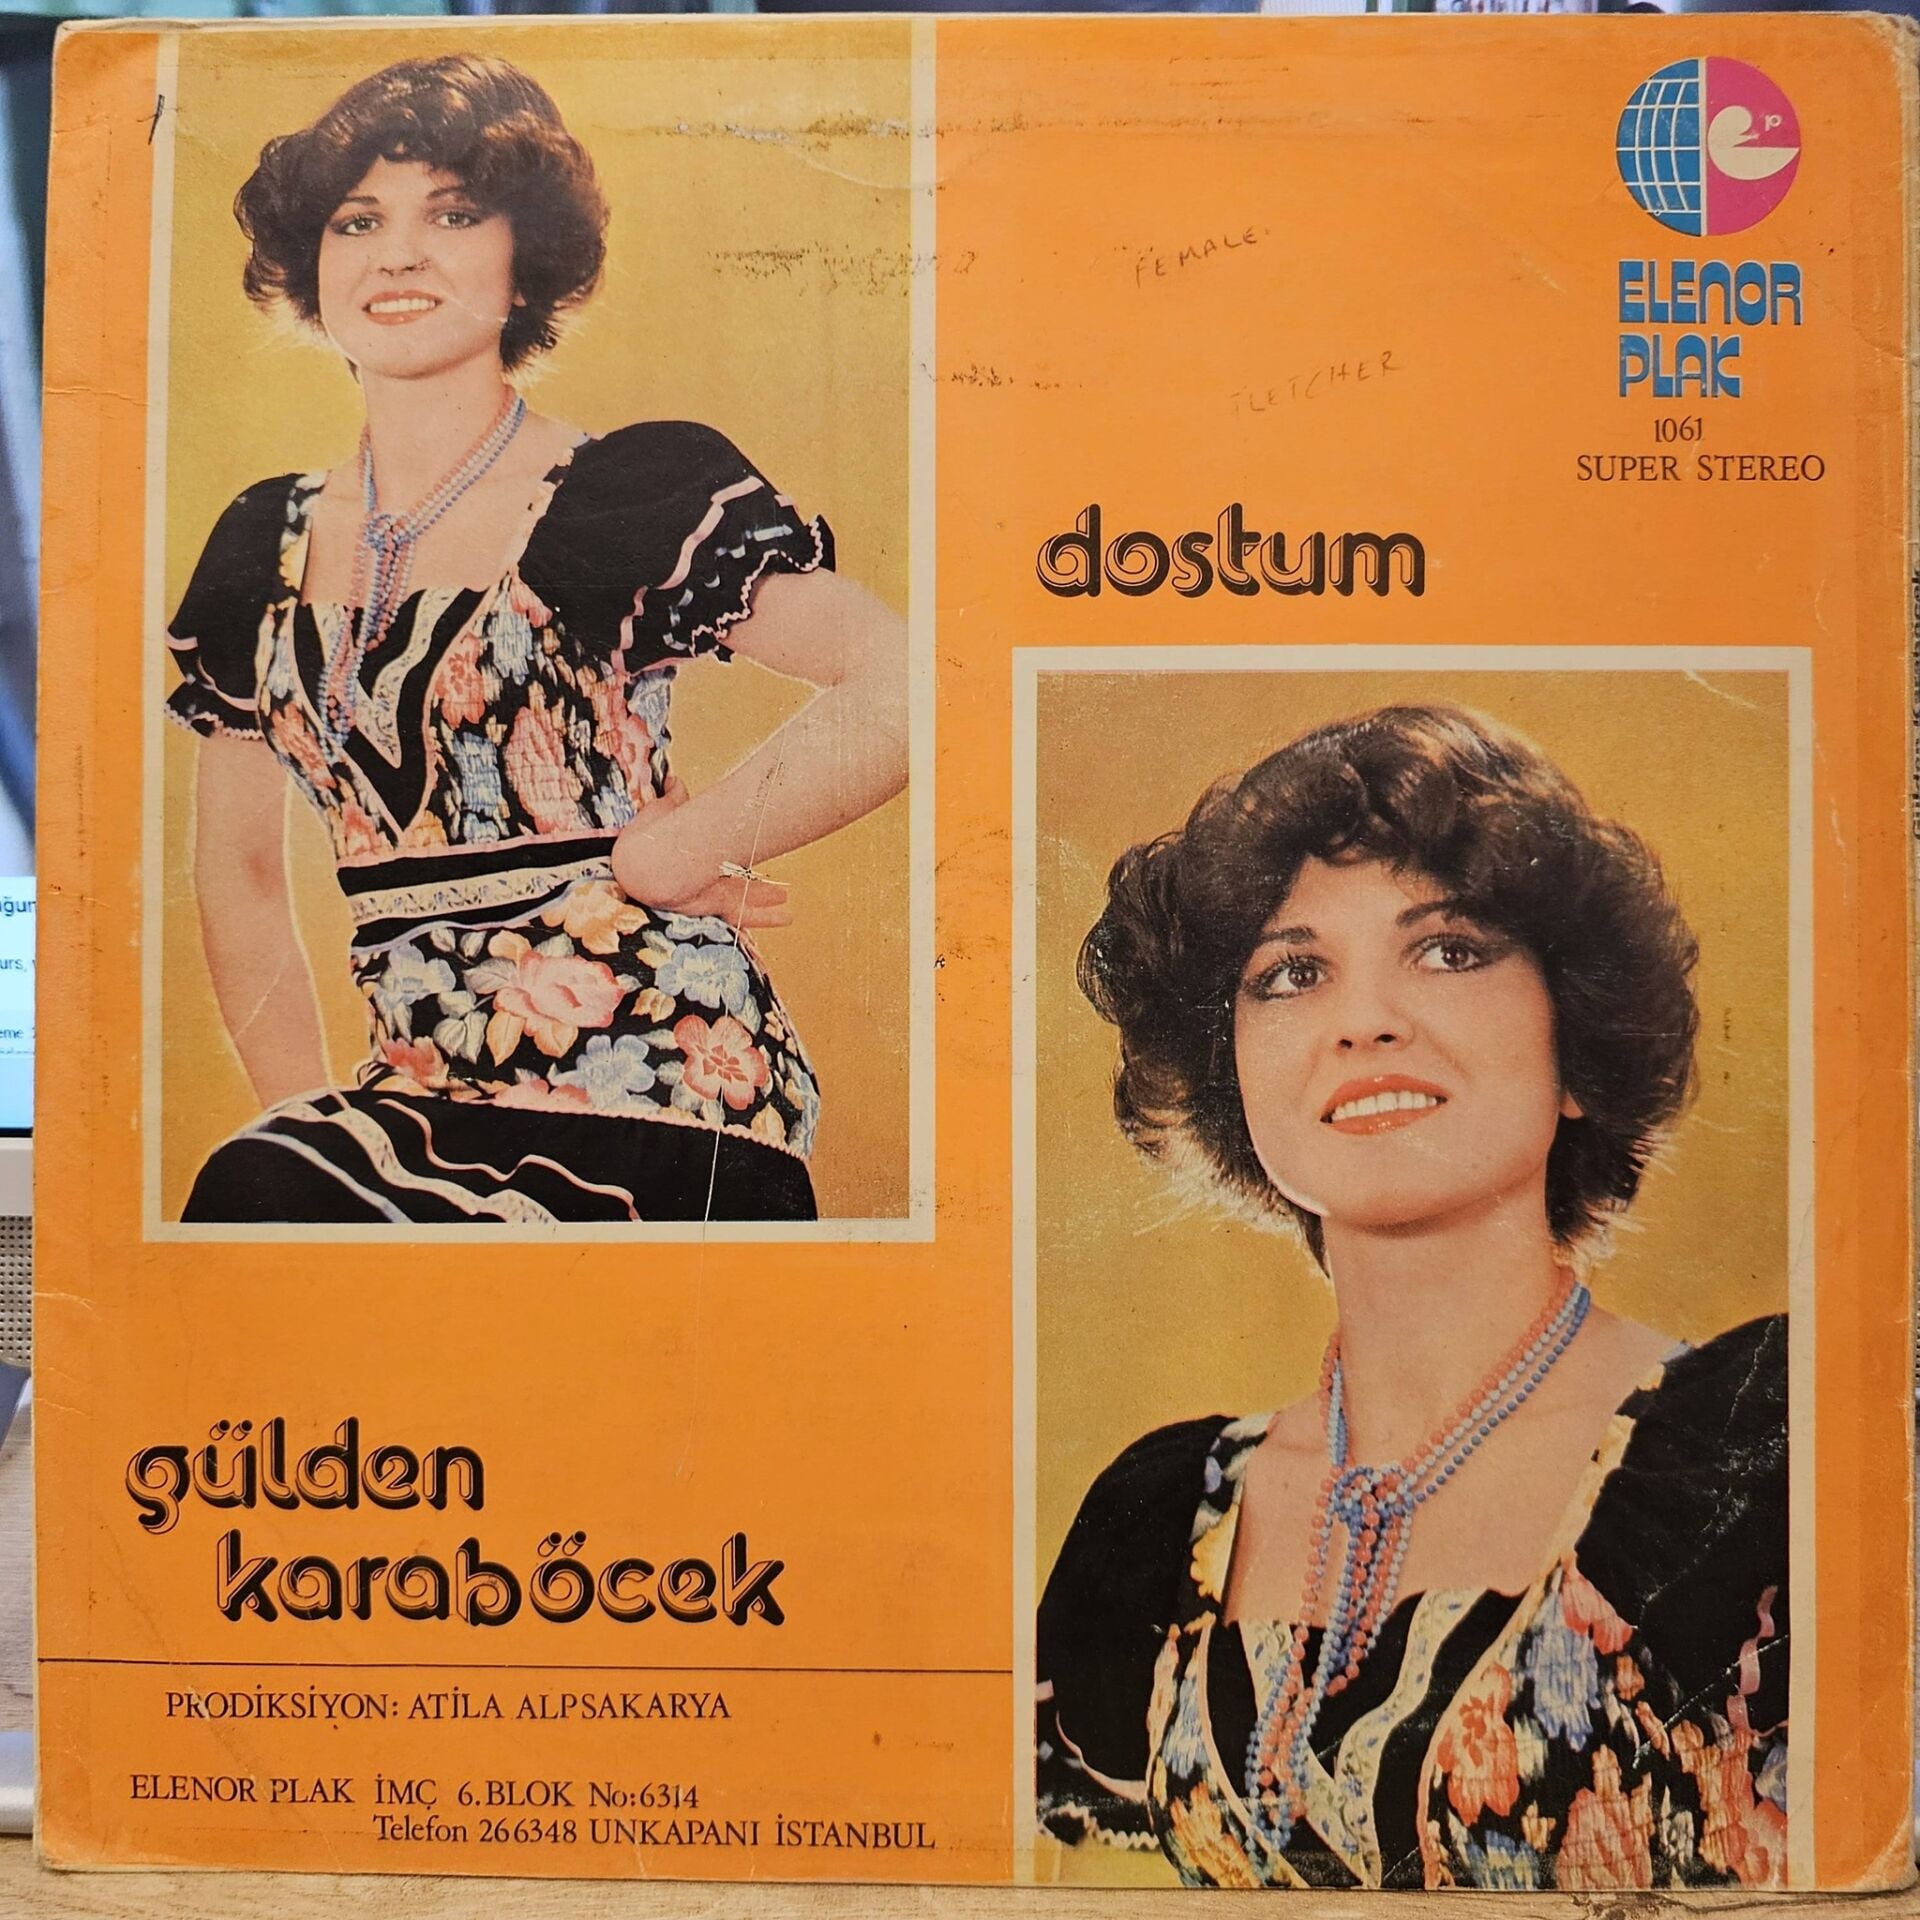 FEMALE.
FLETCHER
ELENOR
PLAK
1061
SUPER STEREO
dostum
gülden
karaböcek
PRODİKSİYON: ATİLA ALPSAKARYA
ELENOR PLAK İMÇ 6.BLOK No:6314
Telefon 266348 UNKAPANI İSTANBUL